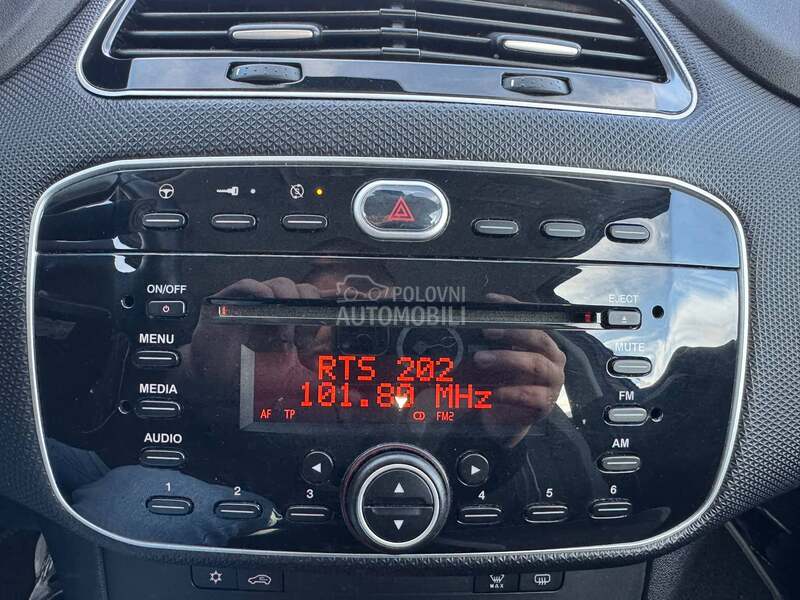 ON/OFF
EJECT
POLOVNI
AUTOMOBILI
MENU
MUTE
RTS 202
101.80 MHz
MEDIA
FM
AF TP FM2
AUDIO
AM
1 2 3 4 5 6
MAX